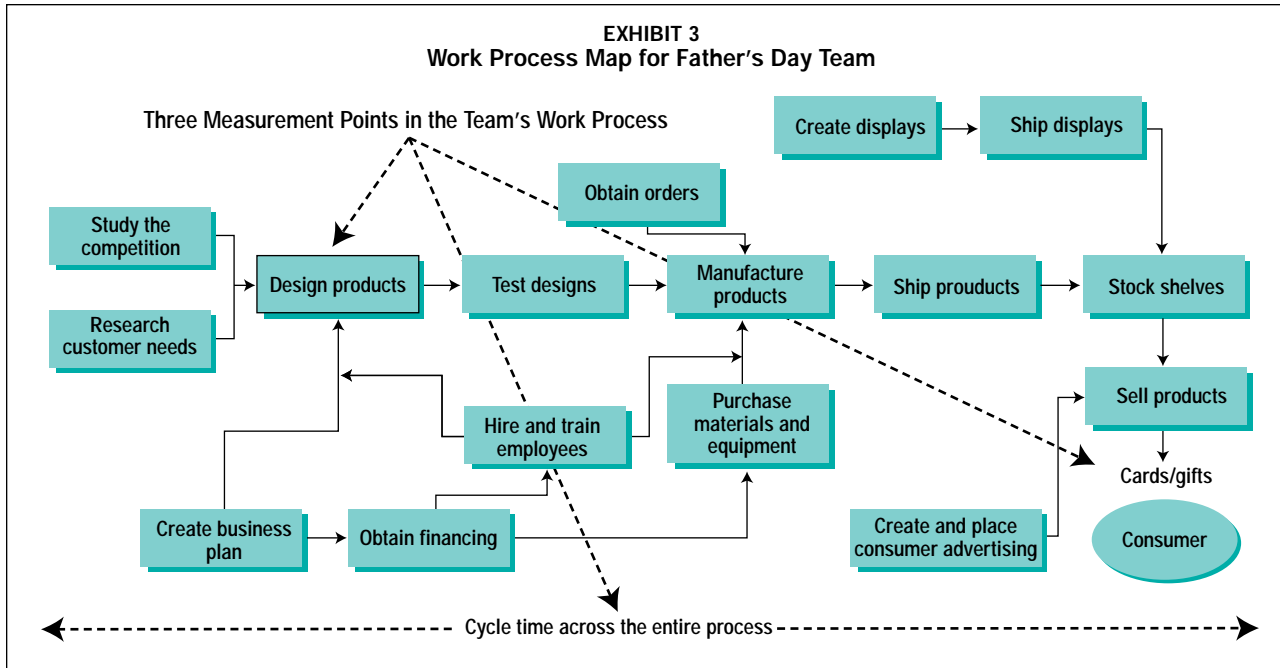 EXHIBIT 3
Work Process Map for Father's Day Team
Three Measurement Points in the Team's Work Process
Create displays
Ship displays
Obtain orders
Study the
competition
Design products
Test designs
Manufacture
products
Ship prouducts
Stock shelves
Research
customer needs
Hire and train
employees
Purchase
materials and
equipment
Sell products
Cards/gifts
Create business
plan
Obtain financing
Create and place
consumer advertising
Consumer
Cycle time across the entire process